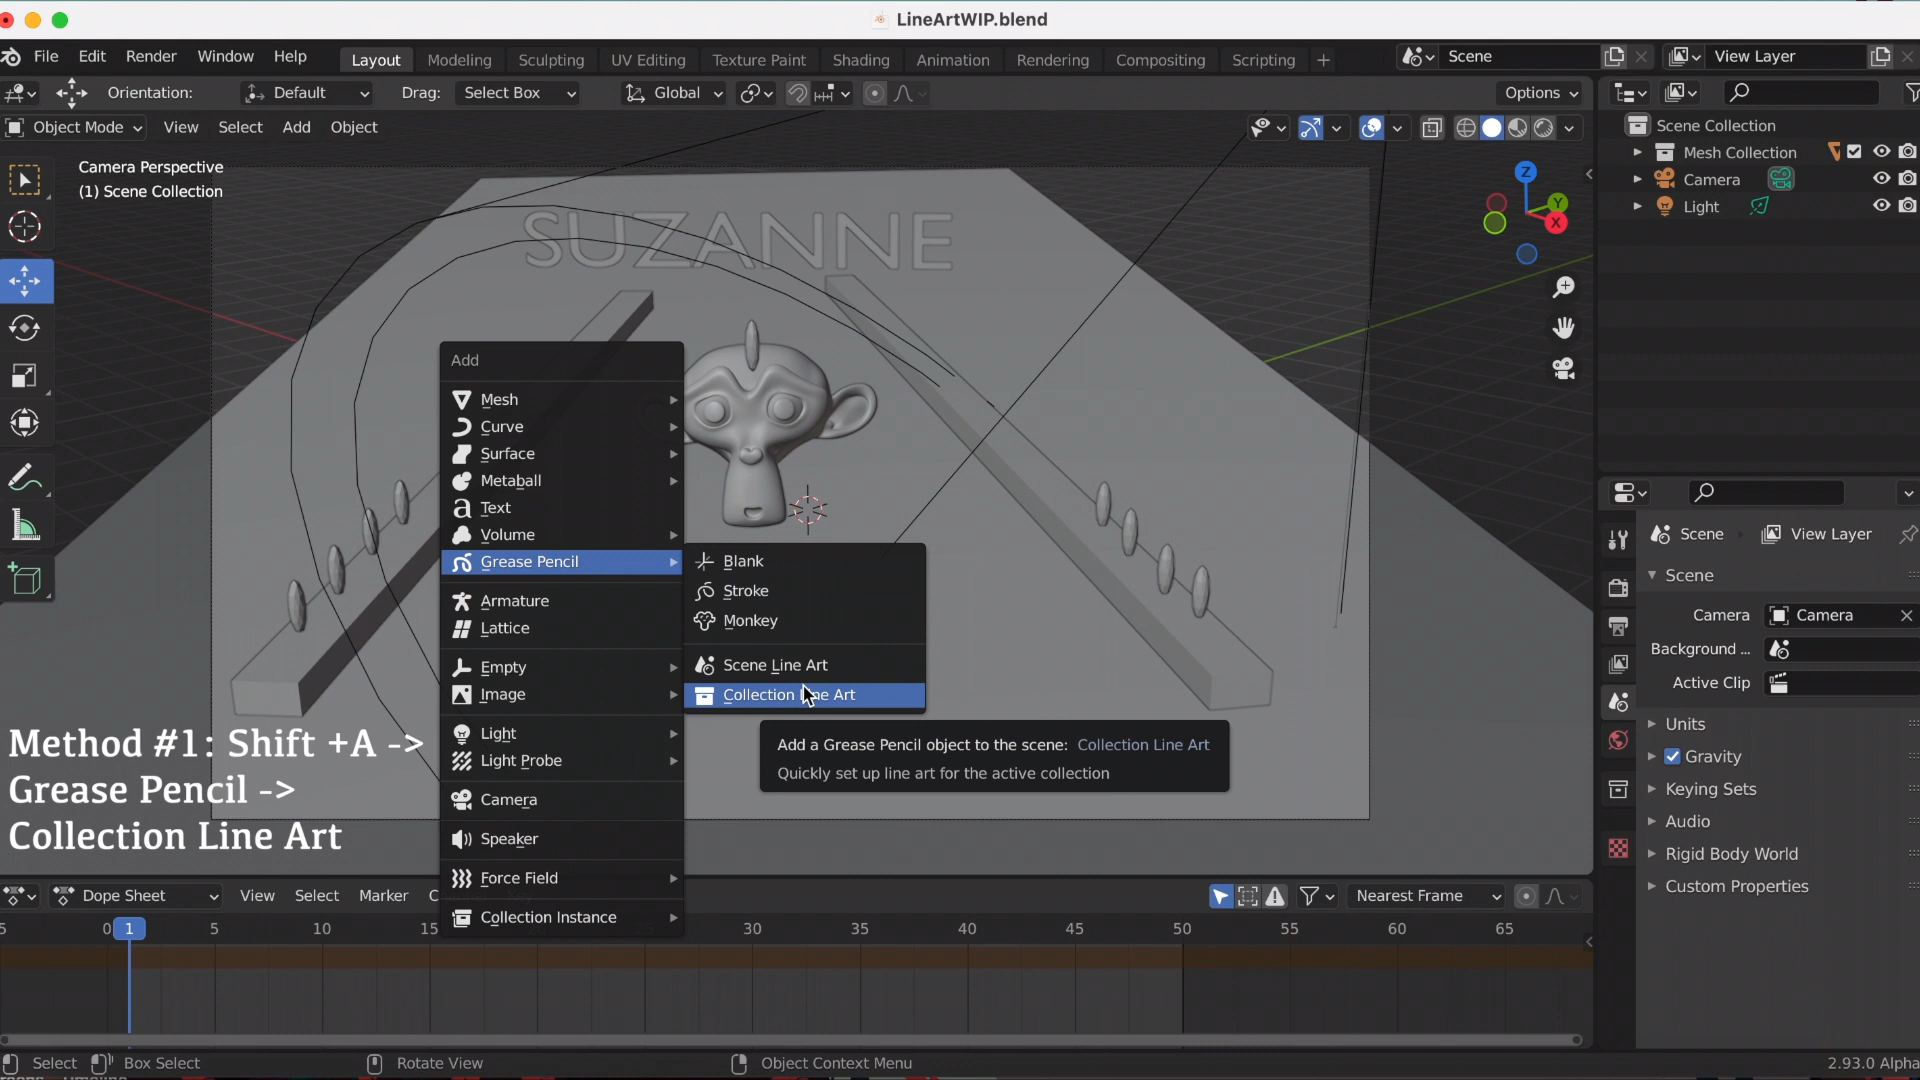 LineArtWIP.blend
File Edit Render Window Help
Layout Modeling Sculpting UV Editing Texture Paint Shading Animation Rendering Compositing Scripting +
Scene
View Layer
Orientation: Default Drag: Select Box Global Options
Object Mode View Select Add Object
Camera Perspective
(1) Scene Collection
Scene Collection
Mesh Collection
Camera
Light
Z
Y
X
SUZANNE
Add
Mesh
Curve
Surface
Metaball
Text
Volume
Grease Pencil
Armature
Lattice
Empty
Image
Light
Light Probe
Camera
Speaker
Force Field
Collection Instance
Blank
Stroke
Monkey
Scene Line Art
Collection Line Art
Add a Grease Pencil object to the scene: Collection Line Art
Quickly set up line art for the active collection
Method #1: Shift +A ->
Grease Pencil ->
Collection Line Art
Scene View Layer
Scene
Camera Camera
Background ...
Active Clip
Units
Gravity
Keying Sets
Audio
Rigid Body World
Custom Properties
Dope Sheet View Select Marker Nearest Frame
0 1 5 10 15 30 35 40 45 50 55 60 65
Select Box Select Rotate View Object Context Menu
2.93.0 Alpha